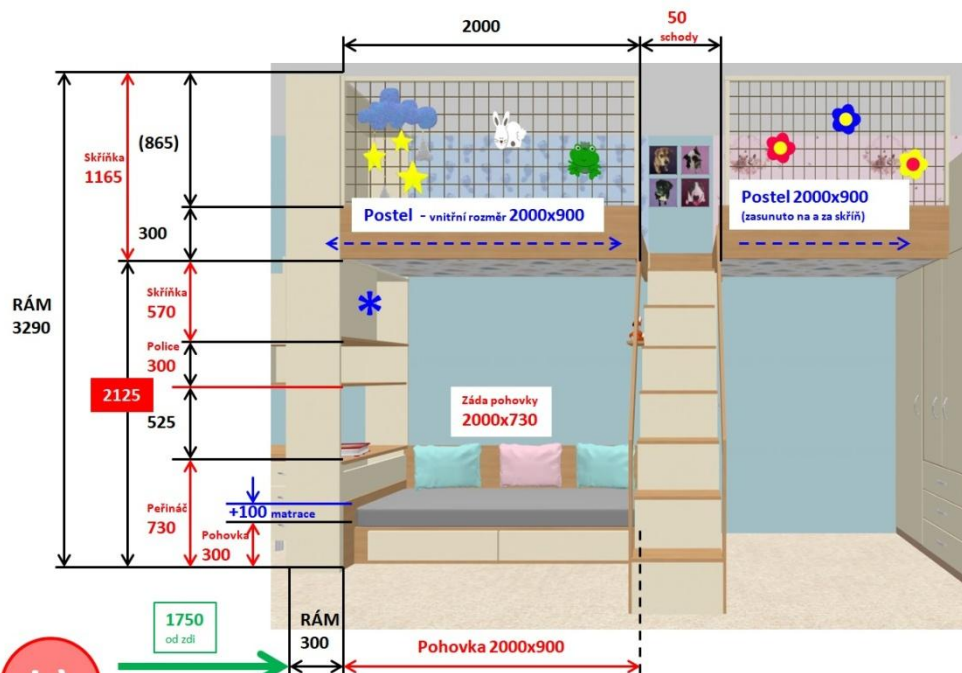 2000
50
schody
(865)
Skříňka
1165
Postel - vnitřní rozměr 2000x900
Postel 2000x900
(zasunuto na a za skříň)
300
RÁM
3290
Skříňka
570
*
Police
300
2125
525
Záda pohovky
2000x730
Peřináč
730
+100 matrace
Pohovka
300
1750
od zdi
RÁM
300
Pohovka 2000x900